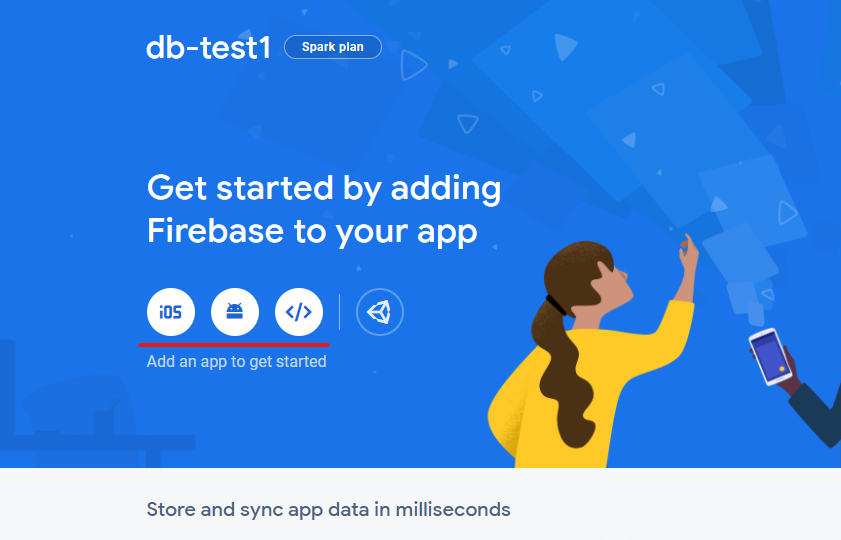 db-test1
Spark plan
Get started by adding
Firebase to your app
iOS
</>
Add an app to get started
Store and sync app data in milliseconds